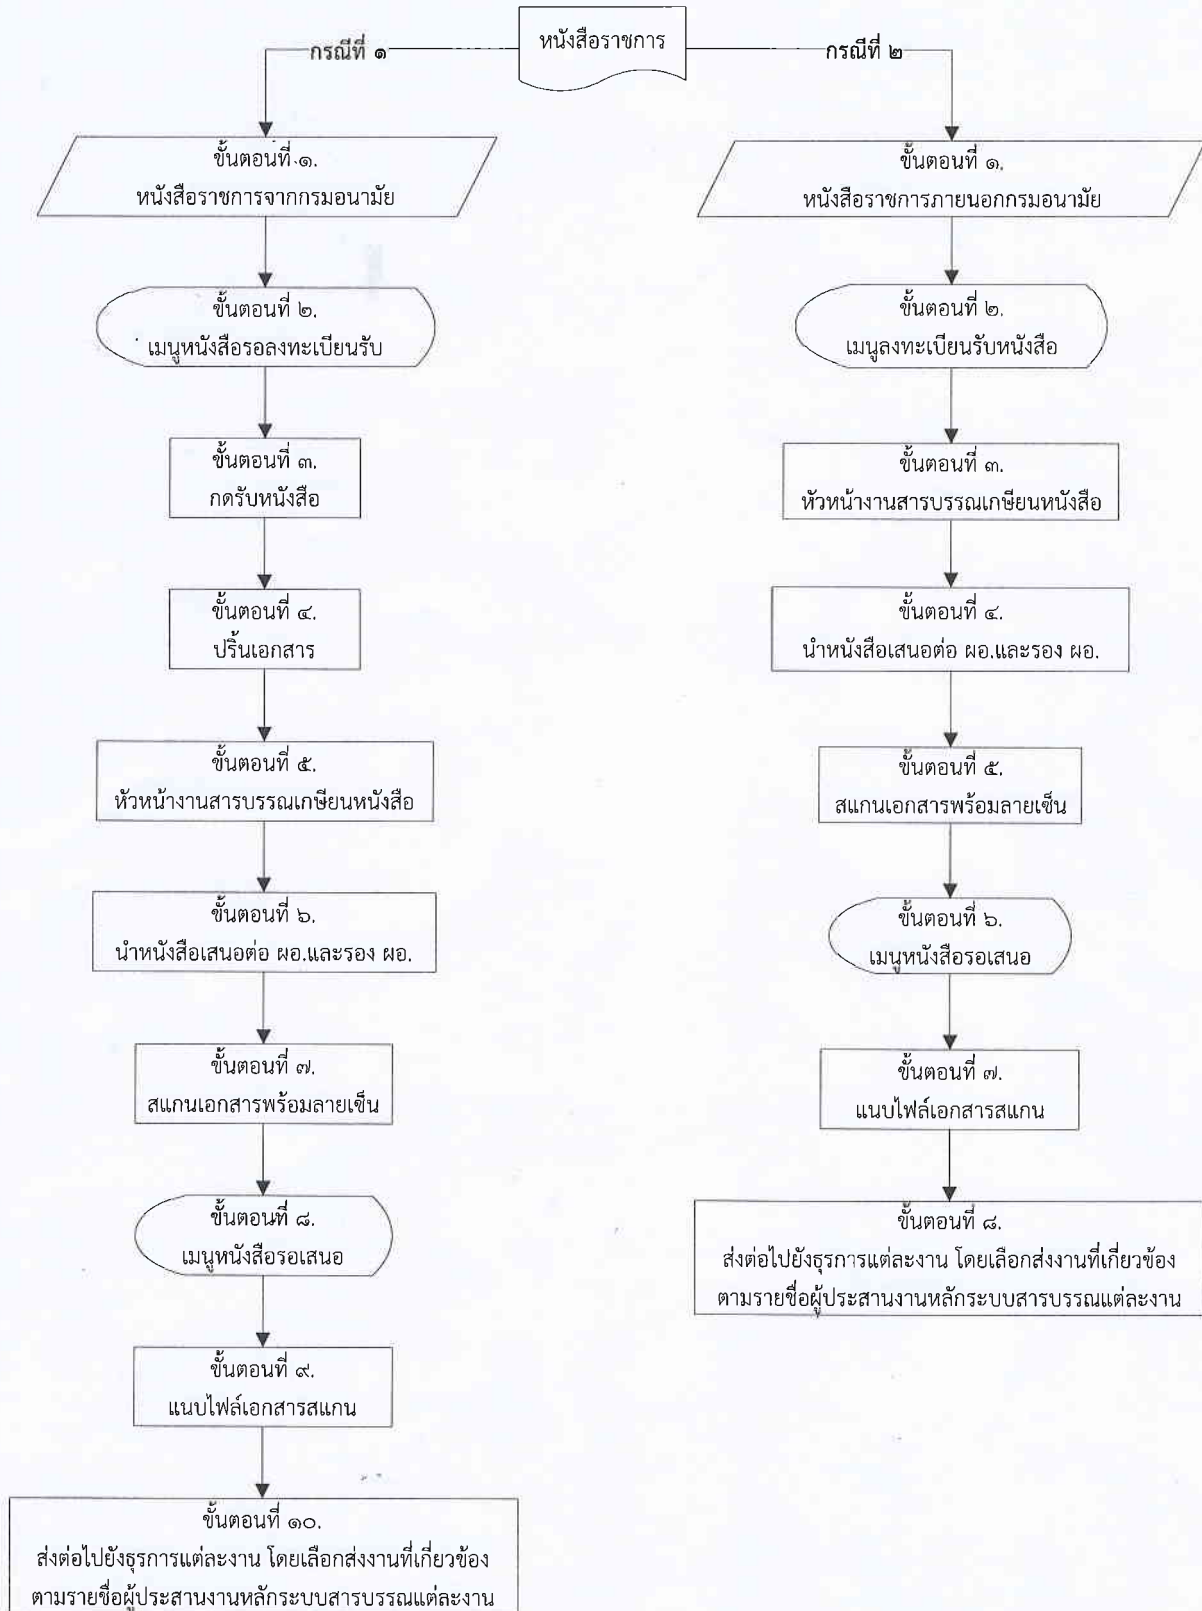 หนังสือราชการ
กรณีที่ ๑
กรณีที่ ๒
ขั้นตอนที่ ๑.
หนังสือราชการจากกรมอนามัย
ขั้นตอนที่ ๒.
เมนูหนังสือรอลงทะเบียนรับ
ขั้นตอนที่ ๓.
กดรับหนังสือ
ขั้นตอนที่ ๔.
ปริ้นเอกสาร
ขั้นตอนที่ ๕.
หัวหน้างานสารบรรณเกษียนหนังสือ
ขั้นตอนที่ ๖.
นำหนังสือเสนอต่อ ผอ.และรอง ผอ.
ขั้นตอนที่ ๗.
สแกนเอกสารพร้อมลายเซ็น
ขั้นตอนที่ ๘.
เมนูหนังสือรอเสนอ
ขั้นตอนที่ ๙.
แนบไฟล์เอกสารสแกน
ขั้นตอนที่ ๑๐.
ส่งต่อไปยังธุรการแต่ละงาน โดยเลือกส่งงานที่เกี่ยวข้อง
ตามรายชื่อผู้ประสานงานหลักระบบสารบรรณแต่ละงาน
ขั้นตอนที่ ๑.
หนังสือราชการภายนอกกรมอนามัย
ขั้นตอนที่ ๒.
เมนูลงทะเบียนรับหนังสือ
ขั้นตอนที่ ๓.
หัวหน้างานสารบรรณเกษียนหนังสือ
ขั้นตอนที่ ๔.
นำหนังสือเสนอต่อ ผอ.และรอง ผอ.
ขั้นตอนที่ ๕.
สแกนเอกสารพร้อมลายเซ็น
ขั้นตอนที่ ๖.
เมนูหนังสือรอเสนอ
ขั้นตอนที่ ๗.
แนบไฟล์เอกสารสแกน
ขั้นตอนที่ ๘.
ส่งต่อไปยังธุรการแต่ละงาน โดยเลือกส่งงานที่เกี่ยวข้อง
ตามรายชื่อผู้ประสานงานหลักระบบสารบรรณแต่ละงาน